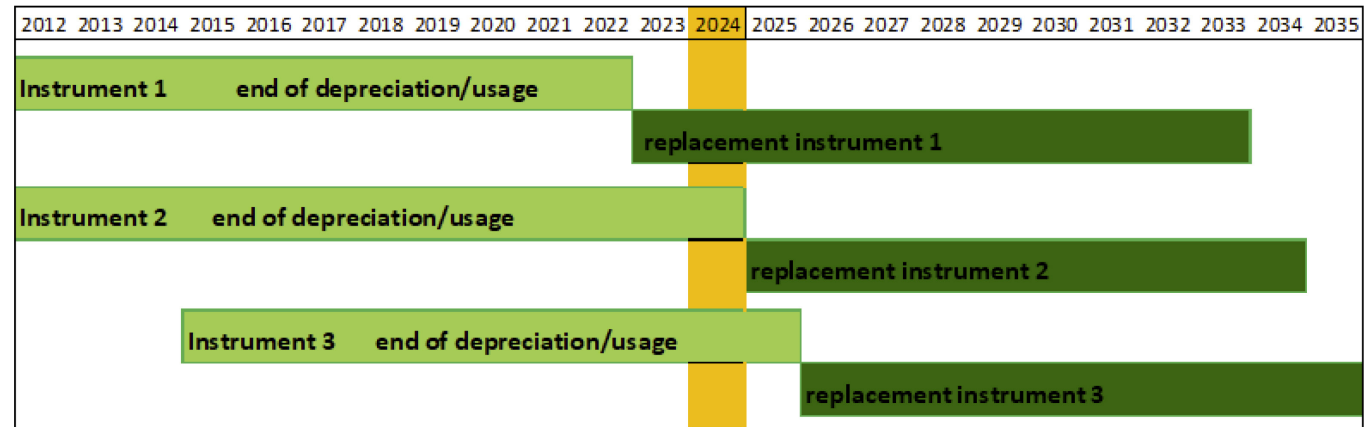 2012 2013 2014 2015 2016 2017 2018 2019 2020 2021 2022 2023 2024 2025 2026 2027 2028 2029 2030 2031 2032 2033 2034 2035
Instrument 1 end of depreciation/usage
replacement instrument 1
Instrument 2 end of depreciation/usage
replacement instrument 2
Instrument 3 end of depreciation/usage
replacement instrument 3